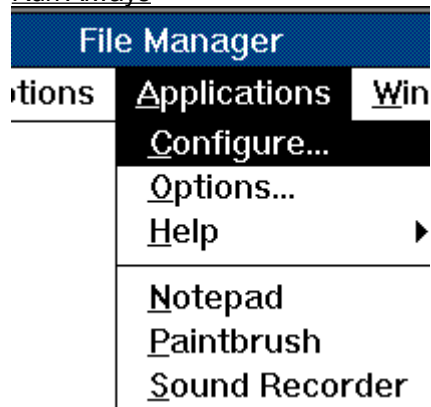 File Manager
Applications
Configure...
Options...
Help
Notepad
Paintbrush
Sound Recorder